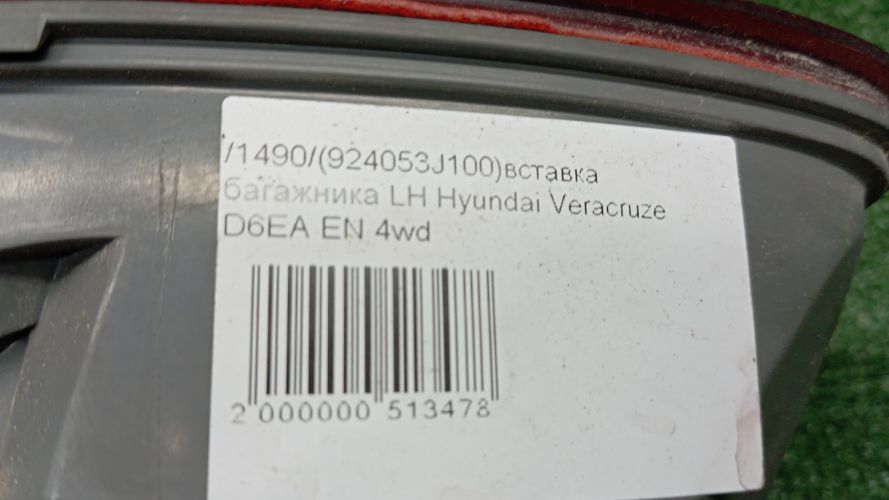 /1490/(924053J100)вставка
багажника LH Hyundai Veracruze
D6EA EN 4wd
2 000000 513478